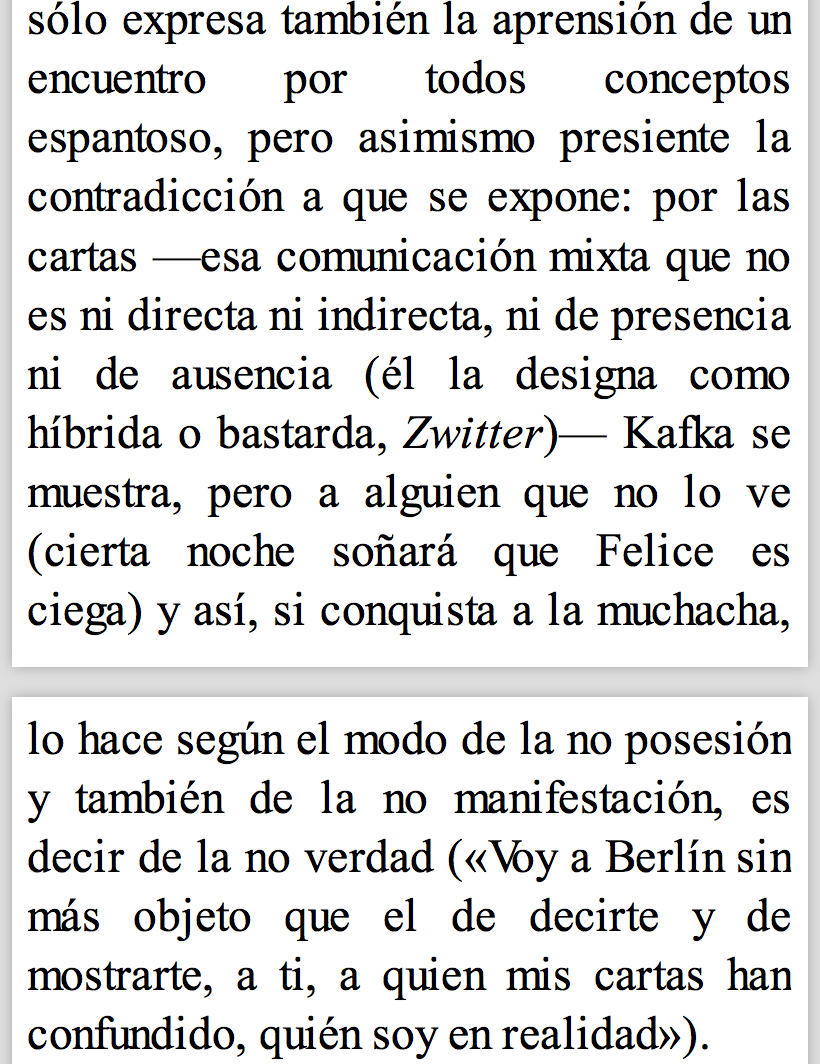 sólo expresa también la aprensión de un
encuentro por todos conceptos
espantoso, pero asimismo presiente la
contradicción a que se expone: por las
cartas —esa comunicación mixta que no
es ni directa ni indirecta, ni de presencia
ni de ausencia (él la designa como
híbrida o bastarda, Zwitter)— Kafka se
muestra, pero a alguien que no lo ve
(cierta noche soñará que Felice es
ciega) y así, si conquista a la muchacha,
lo hace según el modo de la no posesión
y también de la no manifestación, es
decir de la no verdad («Voy a Berlín sin
más objeto que el de decirte y de
mostrarte, a ti, a quien mis cartas han
confundido, quién soy en realidad»).